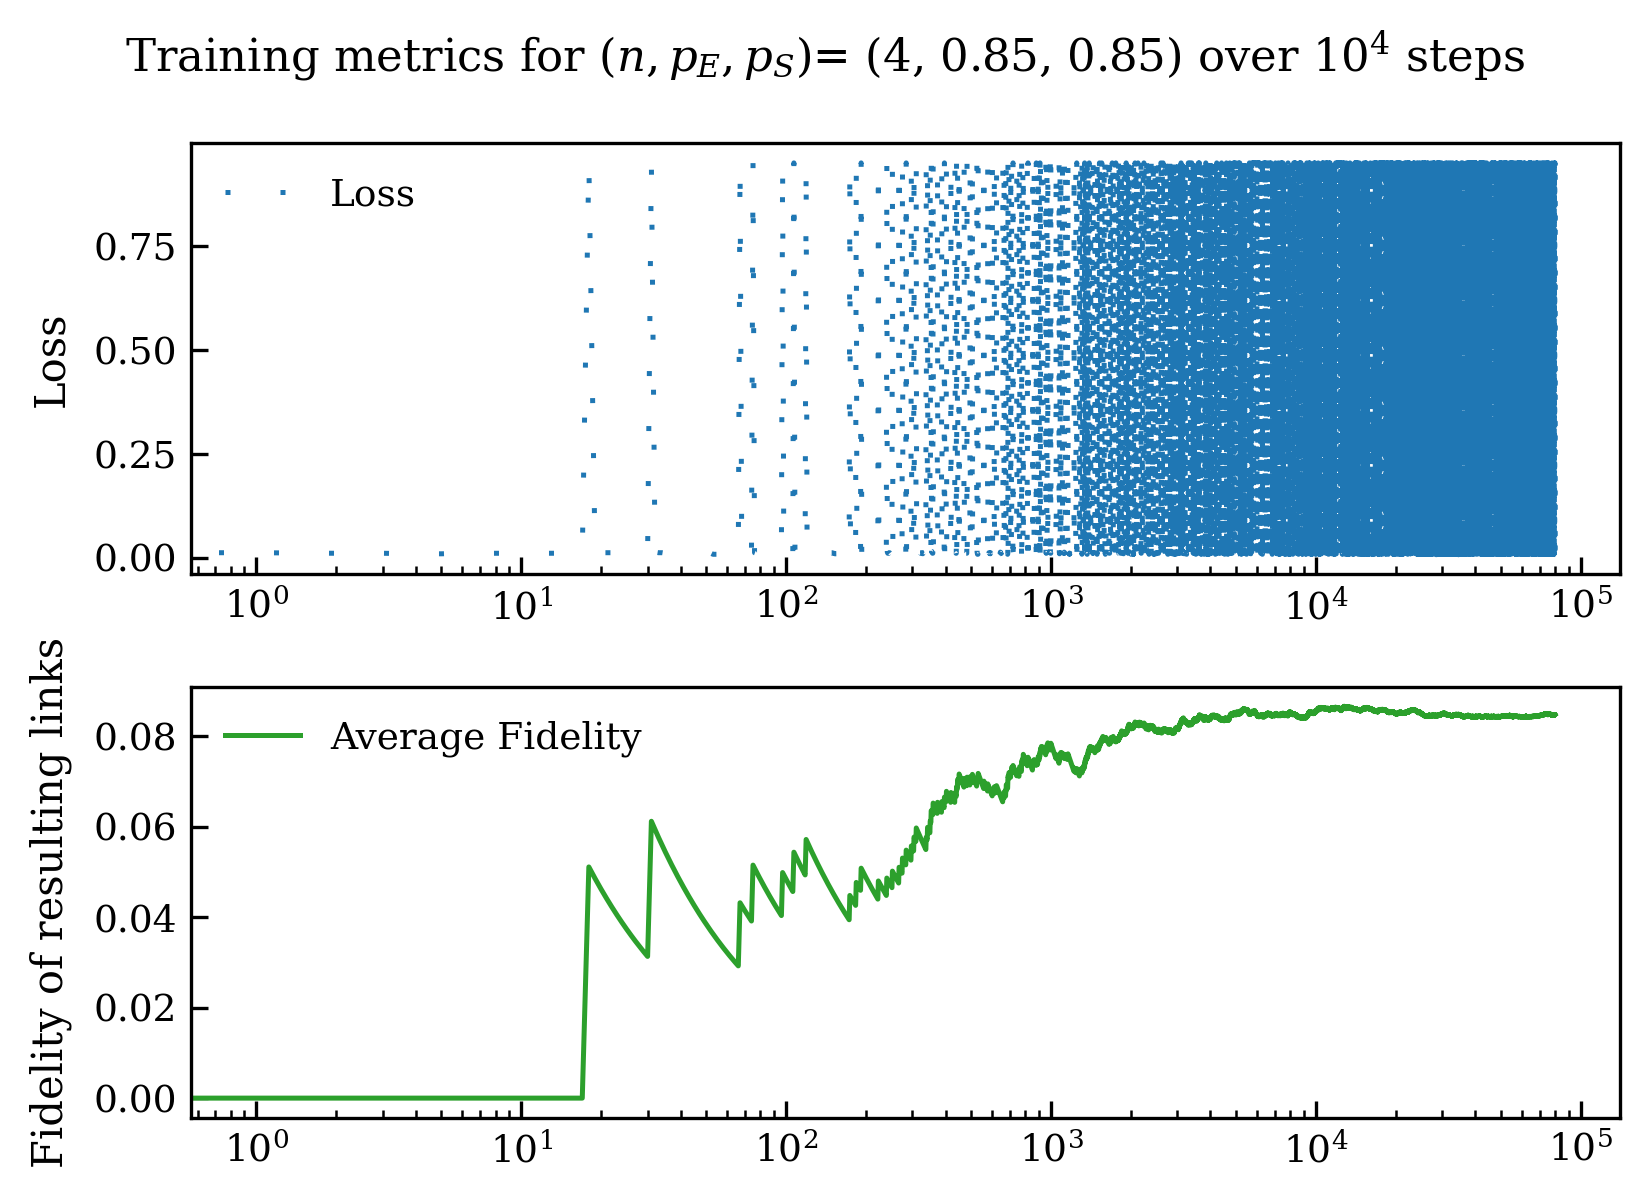 Training metrics for (n, p_E, p_S)= (4, 0.85, 0.85) over 10^4 steps
Loss
Loss
0.75
0.50
0.25
0.00
10^0 10^1 10^2 10^3 10^4 10^5
Fidelity of resulting links
Average Fidelity
0.08
0.06
0.04
0.02
0.00
10^0 10^1 10^2 10^3 10^4 10^5